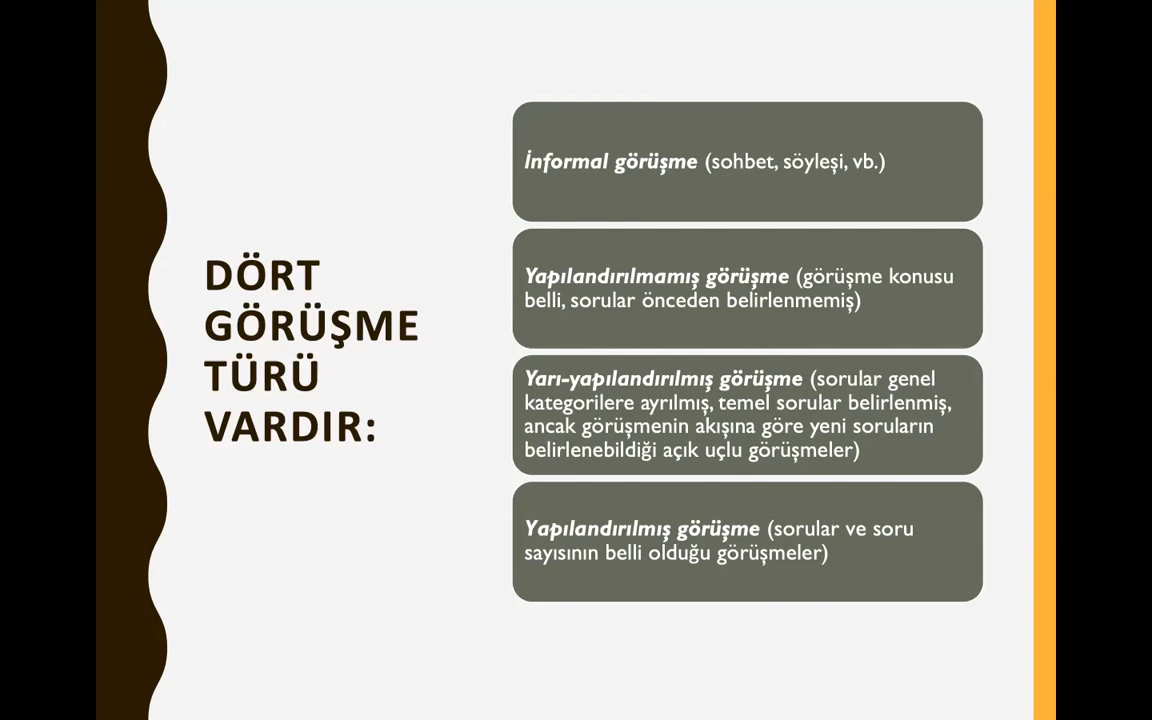 DÖRT
GÖRÜŞME
TÜRÜ
VARDIR:
İnformal görüşme (sohbet, söyleşi, vb.)
Yapılandırılmamış görüşme (görüşme konusu
belli, sorular önceden belirlenmemiş)
Yarı-yapılandırılmış görüşme (sorular genel
kategorilere ayrılmış, temel sorular belirlenmiş,
ancak görüşmenin akışına göre yeni soruların
belirlenebildiği açık uçlu görüşmeler)
Yapılandırılmış görüşme (sorular ve soru
sayısının belli olduğu görüşmeler)